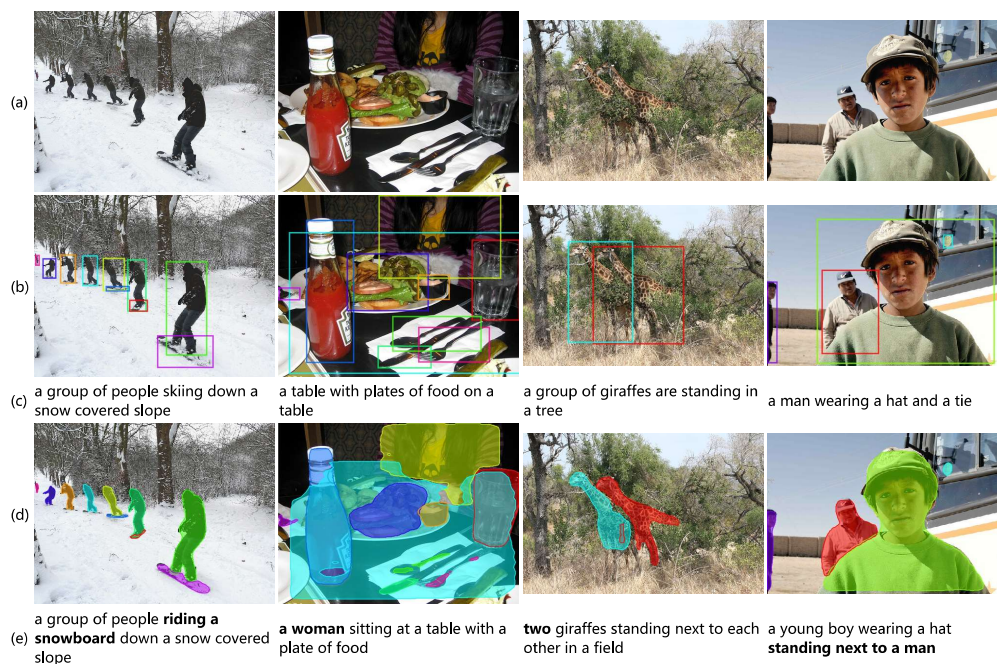 (a)
(b)
(c)
a group of people skiing down a
snow covered slope
a table with plates of food on a
table
a group of giraffes are standing in
a tree
a man wearing a hat and a tie
(d)
(e)
a group of people riding a
snowboard down a snow covered
slope
a woman sitting at a table with a
plate of food
two giraffes standing next to each
other in a field
a young boy wearing a hat
standing next to a man